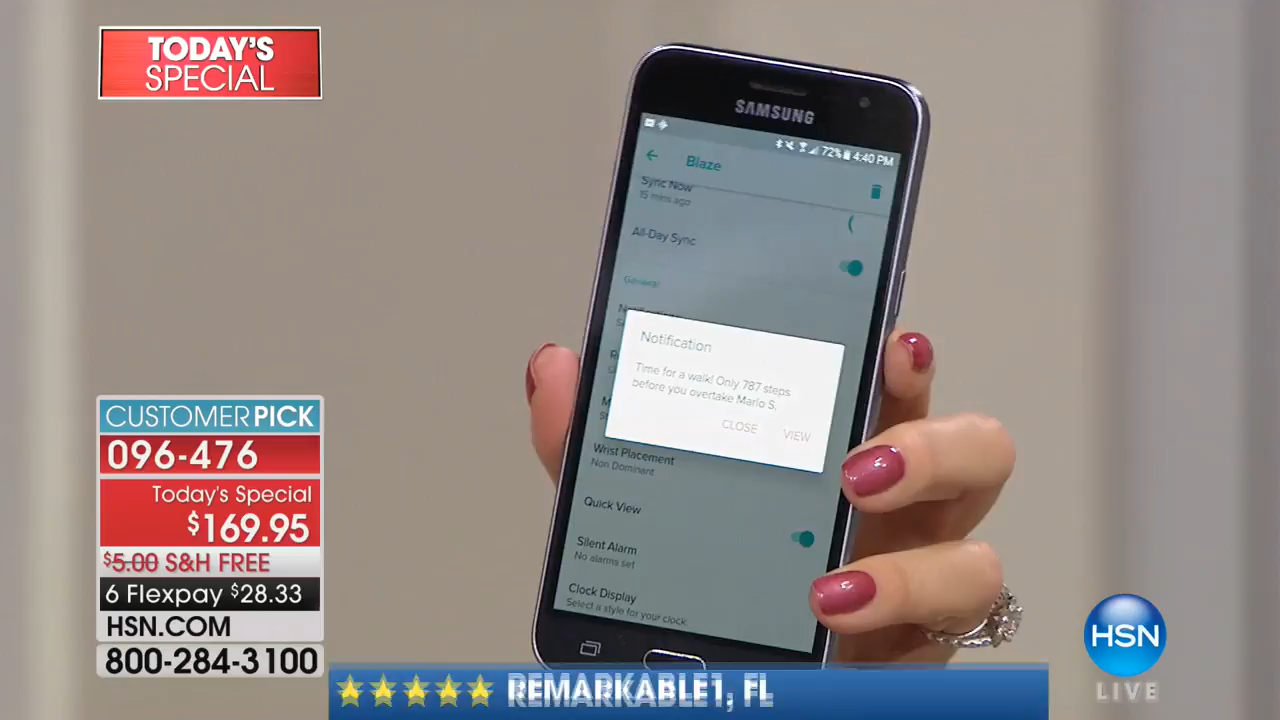 TODAY'S
SPECIAL
SAMSUNG
72% 4:40 PM
Blaze
Sync Now
15 mins ago
All-Day Sync
General
Notification
Time for a walk! Only 787 steps
before you overtake Mario S.
CLOSE VIEW
Wrist Placement
Non Dominant
Quick View
Silent Alarm
No alarms set
Clock Display
Select a style for your clock.
CUSTOMER PICK
096-476
Today's Special
$169.95
$5.00 S&H FREE
6 Flexpay $28.33
HSN.COM
800-284-3100
REMARKABLE1, FL
HSN
LIVE